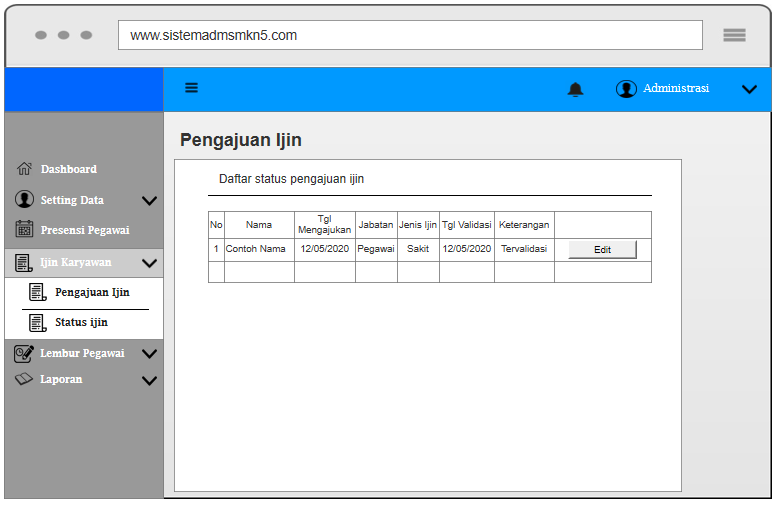 www.sistemadmsmkn5.com
Administrasi
Pengajuan Ijin
Dashboard
Setting Data
Presensi Pegawai
Ijin Karyawan
Pengajuan Ijin
Status ijin
Lembur Pegawai
Laporan
Daftar status pengajuan ijin
No Nama Tgl Mengajukan Jabatan Jenis Ijin Tgl Validasi Keterangan
1 Contoh Nama 12/05/2020 Pegawai Sakit 12/05/2020 Tervalidasi Edit